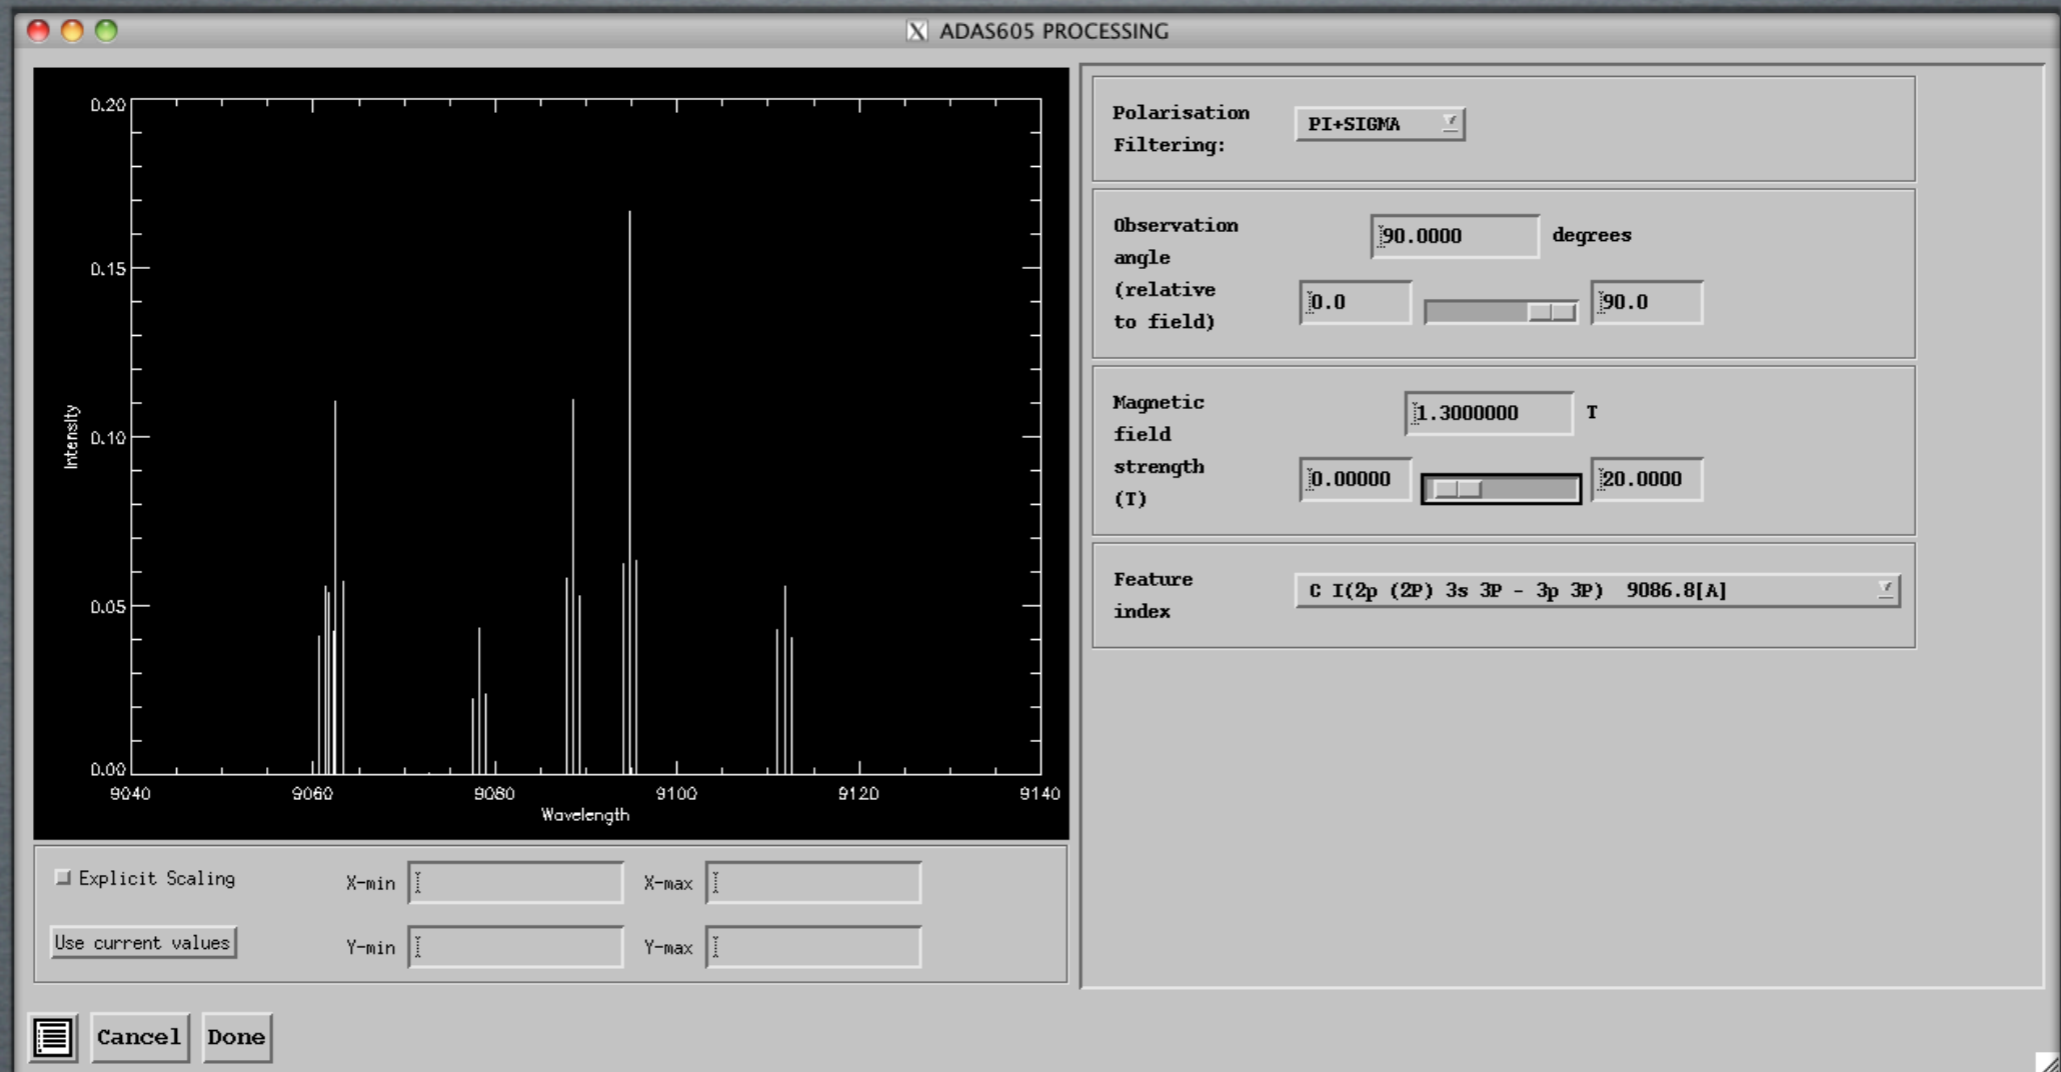 X ADAS605 PROCESSING
0.20
0.15
0.10
0.05
0.00
Intensity
9040 9060 9080 9100 9120 9140
Wavelength
Explicit Scaling X-min X-max
Use current values Y-min Y-max
Cancel Done
Polarisation
Filtering: PI+SIGMA
Observation
angle
(relative
to field)
90.0000 degrees
0.0 90.0
Magnetic
field
strength
(T)
1.3000000 T
0.00000 20.0000
Feature
index
C I(2p (2P) 3s 3P - 3p 3P) 9086.8[A]